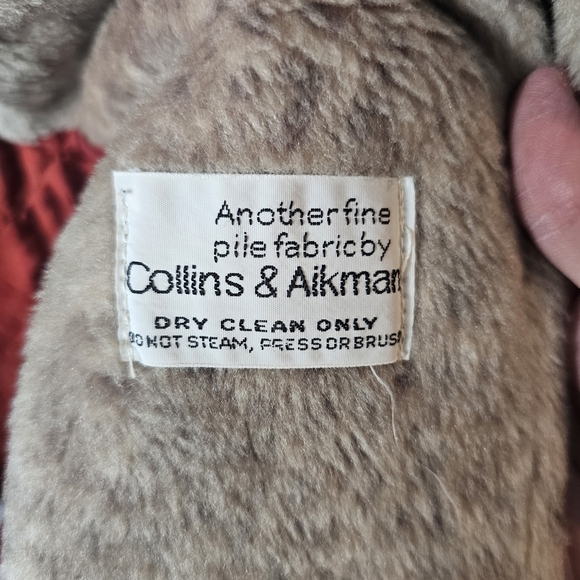 Another fine
pile fabric by
Collins & Aikman
DRY CLEAN ONLY
DO NOT STEAM, PRESS OR BRUSH